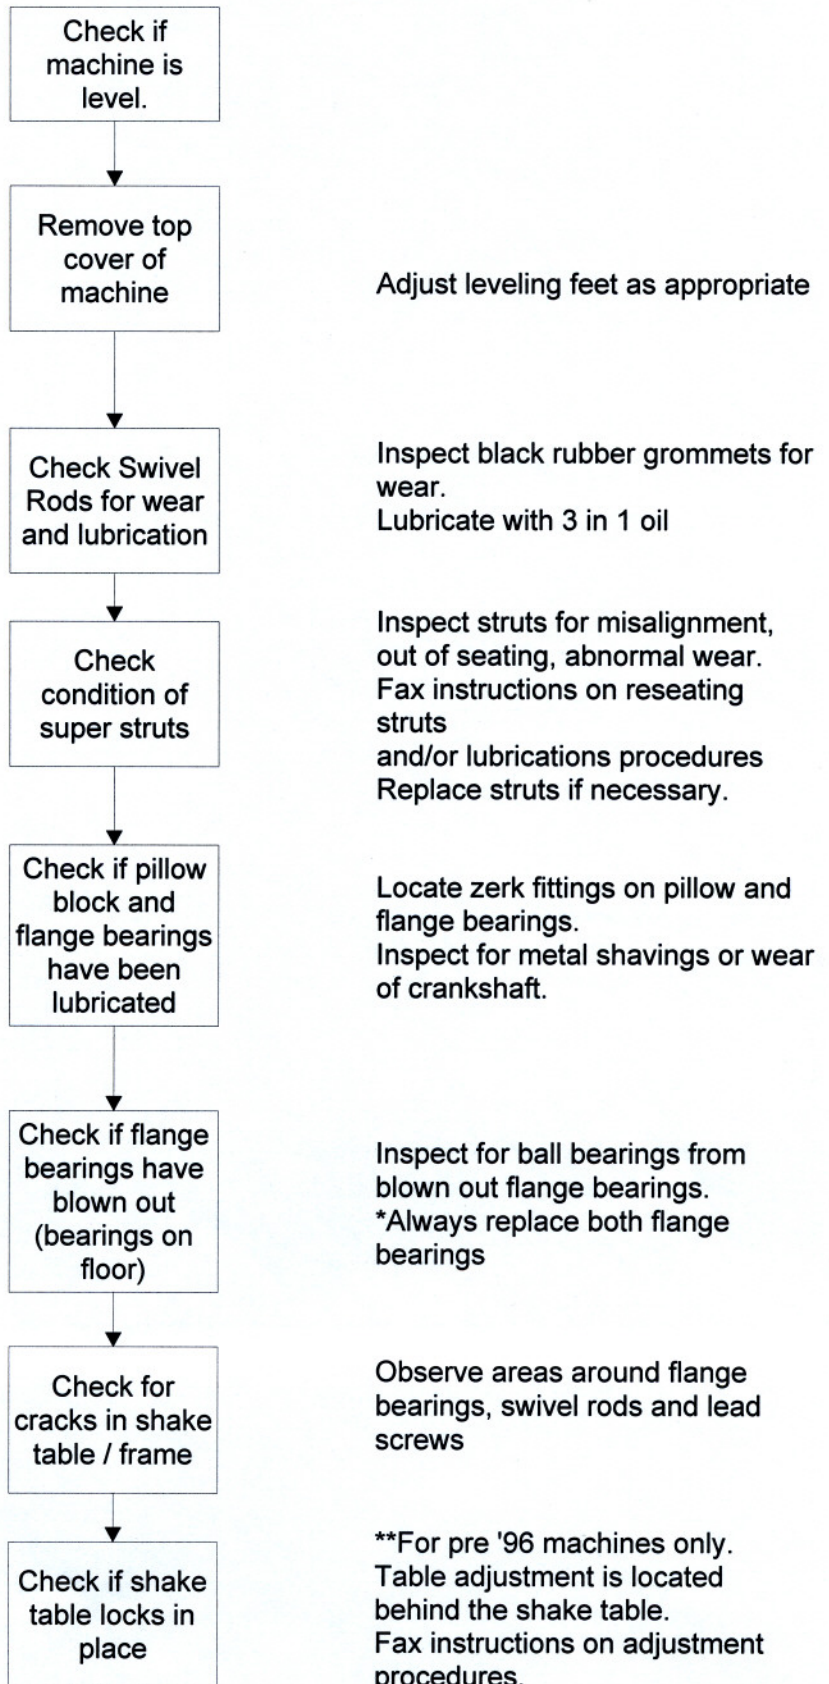 Check if
machine is
level.
Remove top
cover of
machine
Adjust leveling feet as appropriate
Check Swivel
Rods for wear
and lubrication
Inspect black rubber grommets for
wear.
Lubricate with 3 in 1 oil
Check
condition of
super struts
Inspect struts for misalignment,
out of seating, abnormal wear.
Fax instructions on reseating
struts
and/or lubrications procedures
Replace struts if necessary.
Check if pillow
block and
flange bearings
have been
lubricated
Locate zerk fittings on pillow and
flange bearings.
Inspect for metal shavings or wear
of crankshaft.
Check if flange
bearings have
blown out
(bearings on
floor)
Inspect for ball bearings from
blown out flange bearings.
*Always replace both flange
bearings
Check for
cracks in shake
table / frame
Observe areas around flange
bearings, swivel rods and lead
screws
Check if shake
table locks in
place
**For pre '96 machines only.
Table adjustment is located
behind the shake table.
Fax instructions on adjustment
procedures.